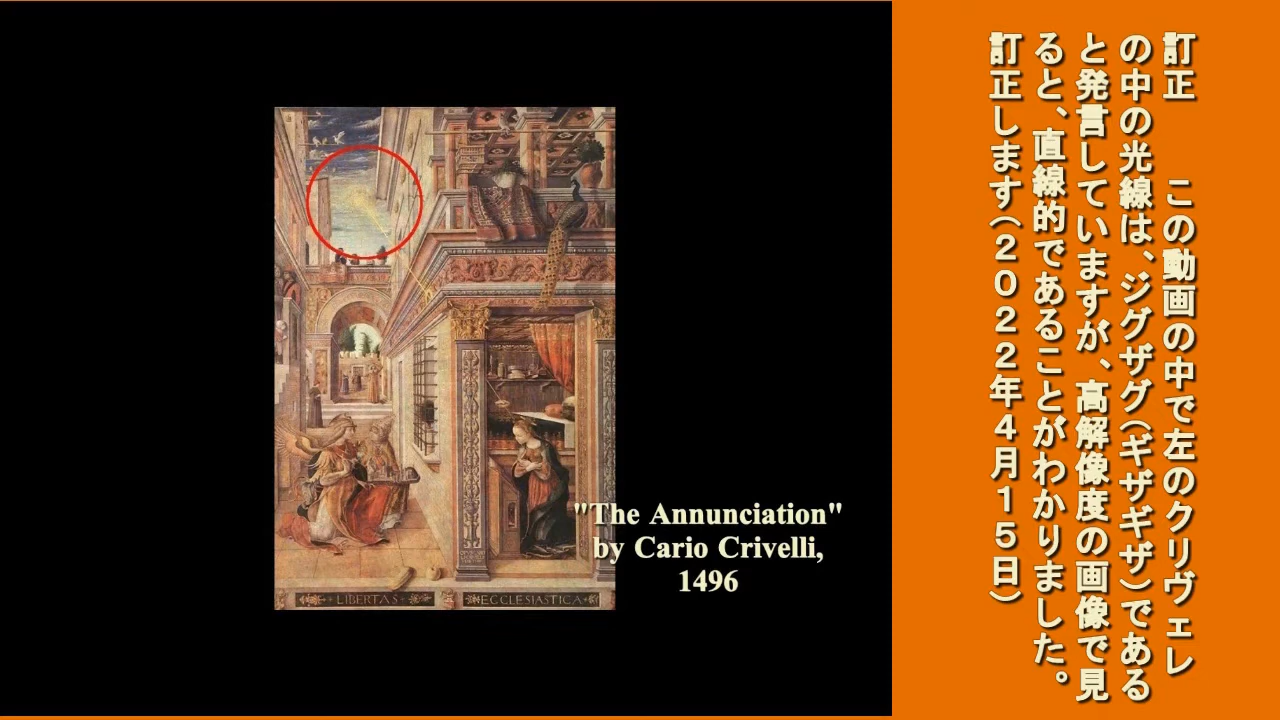 訂正　　この動画の中で左のクリヴェレ
の中の光線は、ジグザグ（ギザギザ）である
と発言していますが、高解像度の画像で見
ると、直線的であることがわかりました。
訂正します（２０２２年４月１５日）
"The Annunciation"
by Cario Crivelli,
1496
LIBERTAS
ECCLESIASTICA